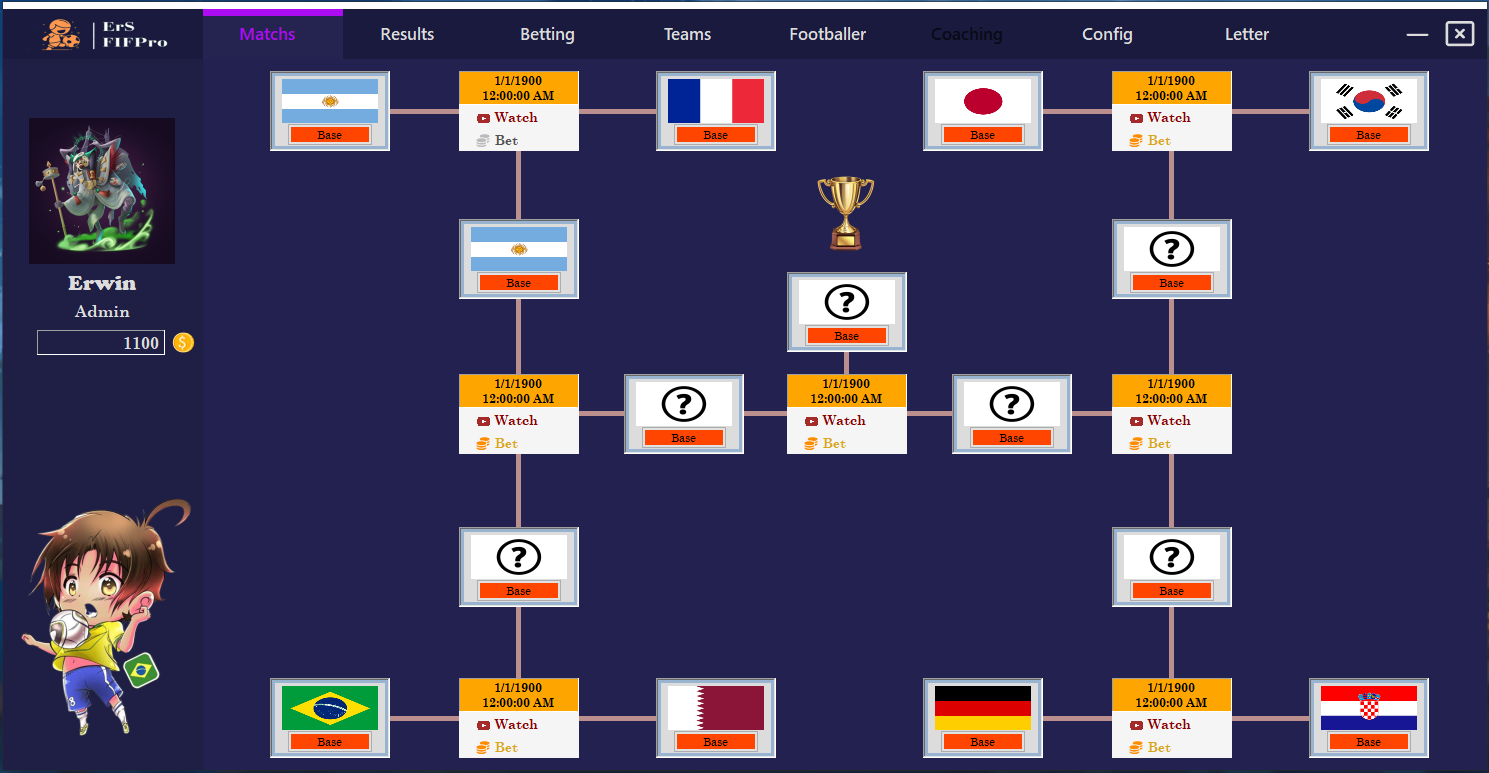 ErS
FIFPro
Matchs
Results
Betting
Teams
Footballer
Coaching
Config
Letter
Erwin
Admin
1100
$
Base
1/1/1900
12:00:00 AM
Watch
Bet
Base
Base
1/1/1900
12:00:00 AM
Watch
Bet
Base
Base
Base
?
Base
?
Base
1/1/1900
12:00:00 AM
Watch
Bet
?
Base
1/1/1900
12:00:00 AM
Watch
Bet
?
Base
1/1/1900
12:00:00 AM
Watch
Bet
?
Base
?
Base
Base
1/1/1900
12:00:00 AM
Watch
Bet
Base
Base
1/1/1900
12:00:00 AM
Watch
Bet
Base